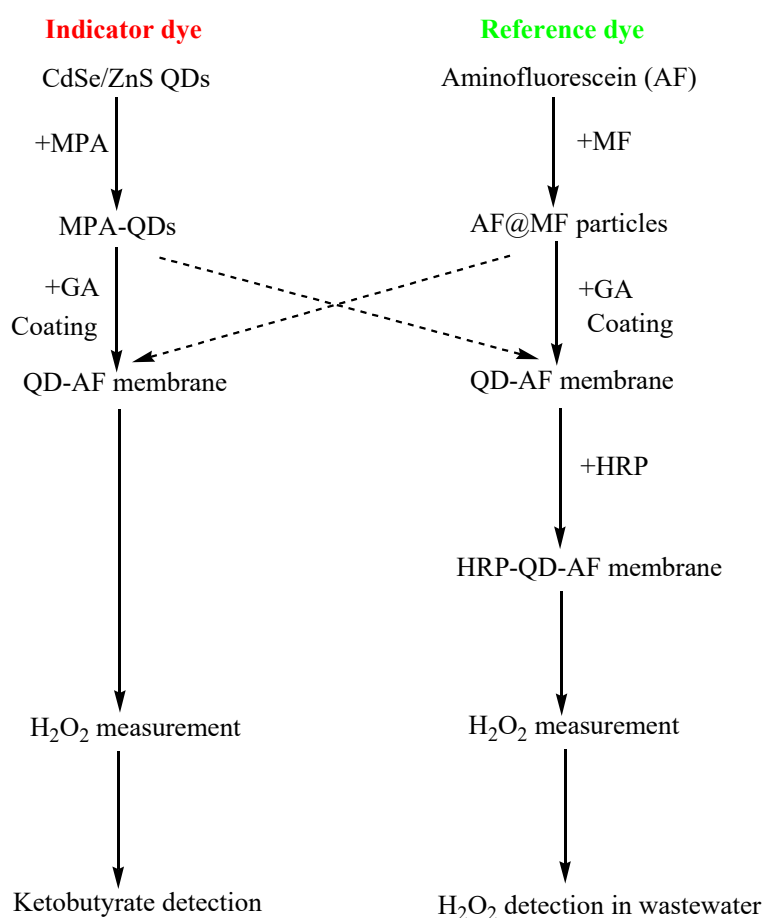 Indicator dye
Reference dye
CdSe/ZnS QDs
Aminofluorescein (AF)
+MPA
+MF
MPA-QDs
AF@MF particles
+GA
+GA
Coating
Coating
QD-AF membrane
QD-AF membrane
+HRP
HRP-QD-AF membrane
H₂O₂ measurement
H₂O₂ measurement
Ketobutyrate detection
H₂O₂ detection in wastewater